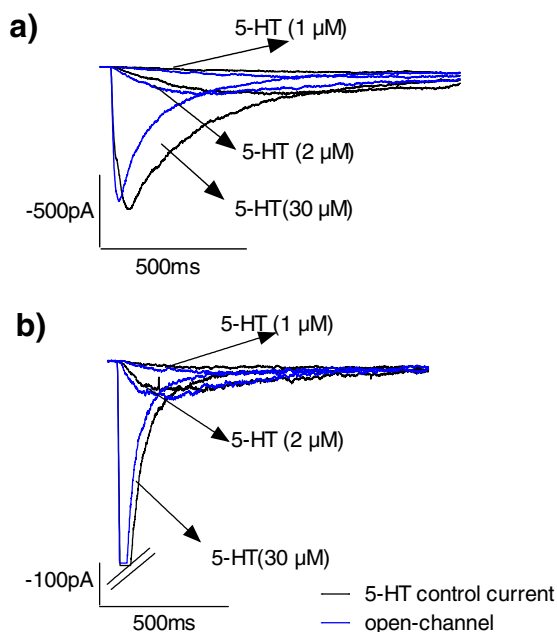 a)
5-HT (1 µM)
5-HT (2 µM)
5-HT(30 µM)
-500pA
500ms
b)
5-HT (1 µM)
5-HT (2 µM)
5-HT(30 µM)
-100pA
500ms
5-HT control current
open-channel